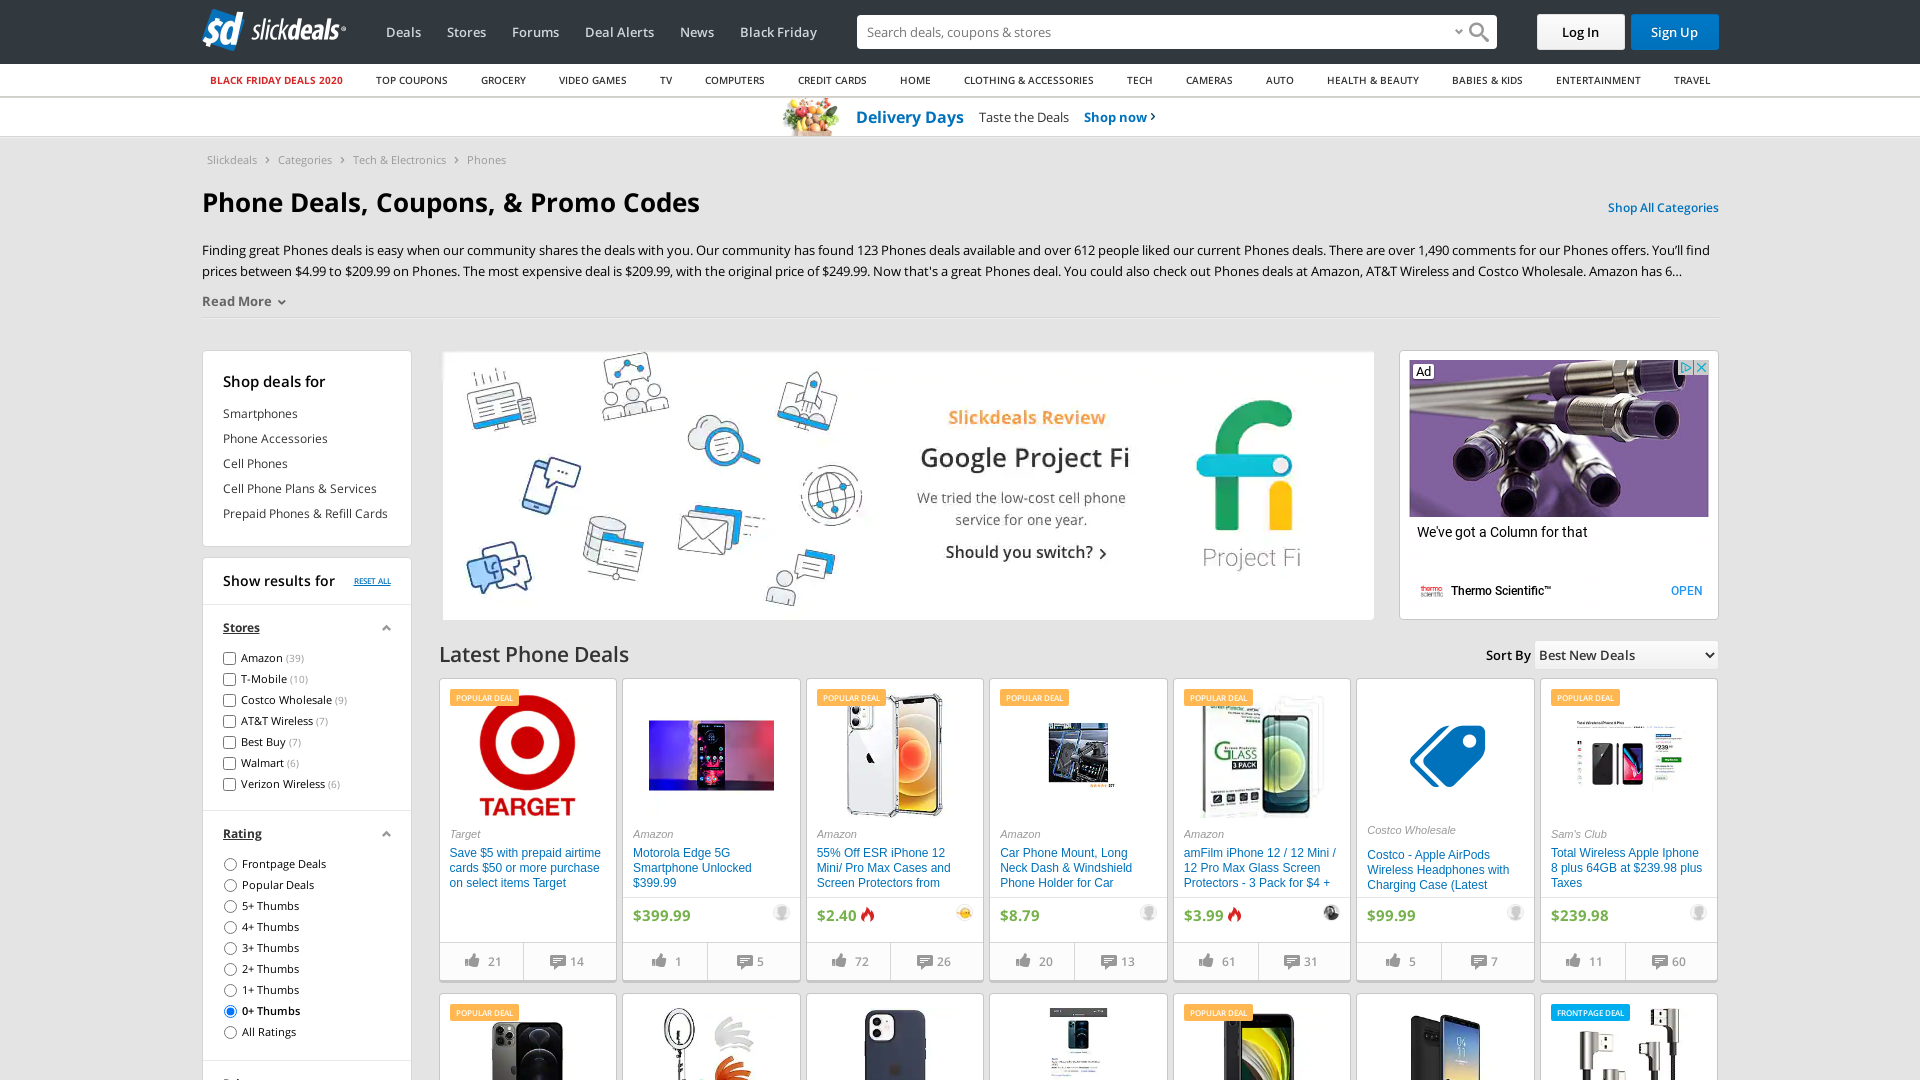 slickdeals
Deals
Stores
Forums
Deal Alerts
News
Black Friday
Search deals, coupons & stores
Log In
Sign Up
BLACK FRIDAY DEALS 2020
TOP COUPONS
GROCERY
VIDEO GAMES
TV
COMPUTERS
CREDIT CARDS
HOME
CLOTHING & ACCESSORIES
TECH
CAMERAS
AUTO
HEALTH & BEAUTY
BABIES & KIDS
ENTERTAINMENT
TRAVEL
Delivery Days Taste the Deals Shop now
Slickdeals > Categories > Tech & Electronics > Phones
Phone Deals, Coupons, & Promo Codes
Shop All Categories
Finding great Phones deals is easy when our community shares the deals with you. Our community has found 123 Phones deals available and over 612 people liked our current Phones deals. There are over 1,490 comments for our Phones offers. You’ll find
prices between $4.99 to $209.99 on Phones. The most expensive deal is $209.99, with the original price of $249.99. Now that's a great Phones deal. You could also check out Phones deals at Amazon, AT&T Wireless and Costco Wholesale. Amazon has 6…
Read More
Shop deals for
Smartphones
Phone Accessories
Cell Phones
Cell Phone Plans & Services
Prepaid Phones & Refill Cards
Show results for
RESET ALL
Stores
Amazon (39)
T-Mobile (10)
Costco Wholesale (9)
AT&T Wireless (7)
Best Buy (7)
Walmart (6)
Verizon Wireless (6)
Rating
Frontpage Deals
Popular Deals
5+ Thumbs
4+ Thumbs
3+ Thumbs
2+ Thumbs
1+ Thumbs
0+ Thumbs
All Ratings
Slickdeals Review
Google Project Fi
We tried the low-cost cell phone
service for one year.
Should you switch?
Project Fi
Ad
We've got a Column for that
thermo
scientific
Thermo Scientific™
OPEN
Latest Phone Deals
Sort By
Best New Deals
POPULAR DEAL
TARGET
Target
Save $5 with prepaid airtime
cards $50 or more purchase
on select items Target
21
14
Amazon
Motorola Edge 5G
Smartphone Unlocked
$399.99
$399.99
1
5
POPULAR DEAL
Amazon
55% Off ESR iPhone 12
Mini/ Pro Max Cases and
Screen Protectors from
$2.40
72
26
POPULAR DEAL
Amazon
Car Phone Mount, Long
Neck Dash & Windshield
Phone Holder for Car
$8.79
20
13
POPULAR DEAL
GLASS
3 PACK
Amazon
amFilm iPhone 12 / 12 Mini /
12 Pro Max Glass Screen
Protectors - 3 Pack for $4 +
$3.99
61
31
Costco Wholesale
Costco - Apple AirPods
Wireless Headphones with
Charging Case (Latest
$99.99
5
7
POPULAR DEAL
Sam's Club
Total Wireless Apple Iphone
8 plus 64GB at $239.98 plus
Taxes
$239.98
11
60
POPULAR DEAL
POPULAR DEAL
FRONTPAGE DEAL